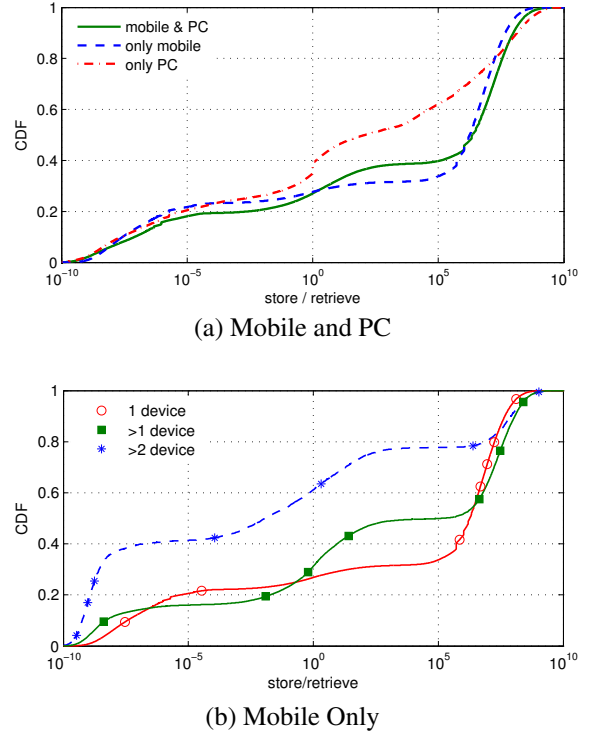 1
0.8
0.6
0.4
0.2
0
CDF
mobile & PC
only mobile
only PC
10^−10
10^−5
10^0
10^5
10^10
store / retrieve
(a) Mobile and PC
1
0.8
0.6
0.4
0.2
0
CDF
1 device
>1 device
>2 device
10^−10
10^−5
10^0
10^5
10^10
store/retrieve
(b) Mobile Only